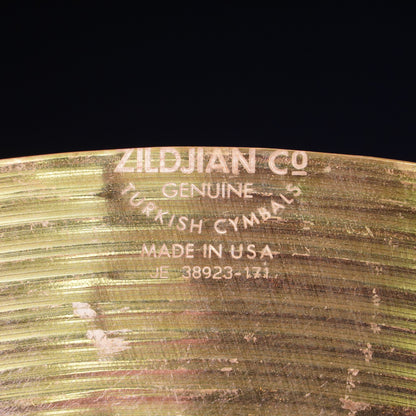 ZILDJIAN Co
GENUINE
TURKISH CYMBALS
MADE IN USA
JE 38923-171